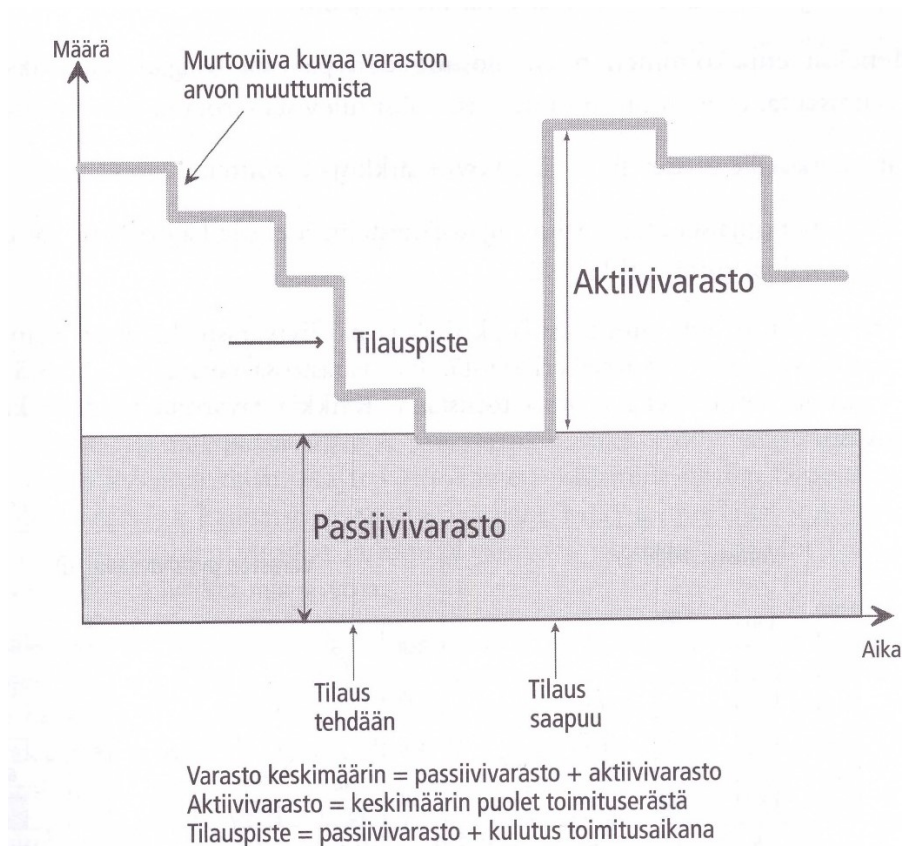 Määrä
Murtoviiva kuvaa varaston
arvon muuttumista
Aktiivivarasto
Tilauspiste
Passiivivarasto
Aika
Tilaus
tehdään
Tilaus
saapuu
Varasto keskimäärin = passiivivarasto + aktiivivarasto
Aktiivivarasto = keskimäärin puolet toimituserästä
Tilauspiste = passiivivarasto + kulutus toimitusaikana